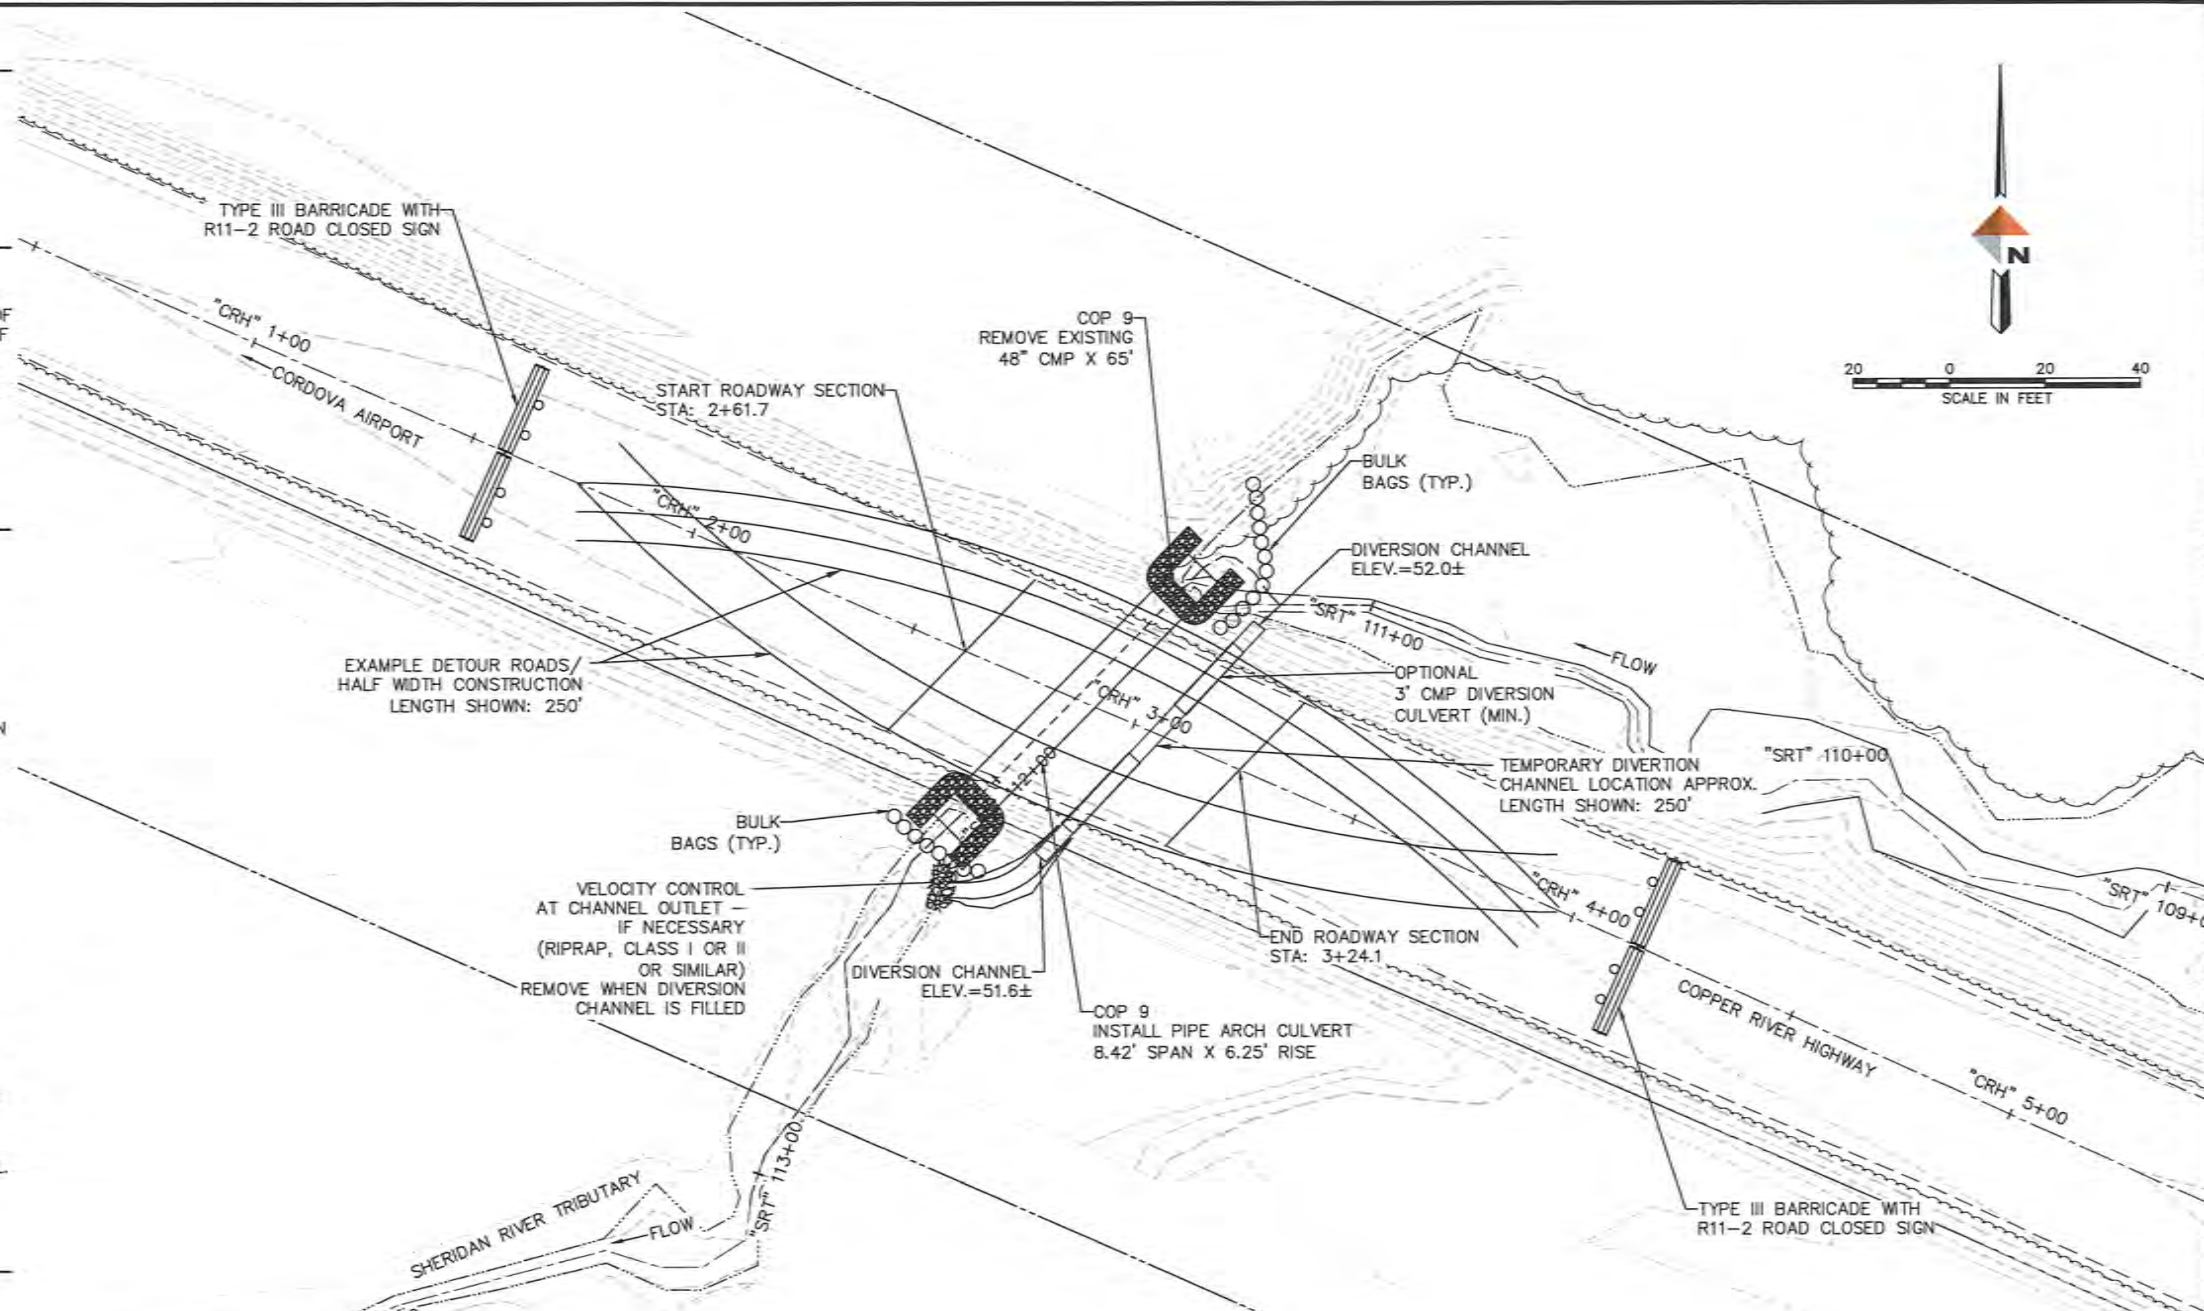 TYPE III BARRICADE WITH
R11-2 ROAD CLOSED SIGN
"CRH" 1+00
CORDOVA AIRPORT
START ROADWAY SECTION
STA: 2+61.7
COP 9
REMOVE EXISTING
48" CMP X 65'
N
20 0 20 40
SCALE IN FEET
BULK
BAGS (TYP.)
"CRH" 2+00
DIVERSION CHANNEL
ELEV.=52.0±
"SRT" 111+00
FLOW
EXAMPLE DETOUR ROADS/
HALF WIDTH CONSTRUCTION
LENGTH SHOWN: 250'
OPTIONAL
3' CMP DIVERSION
CULVERT (MIN.)
"CRH" 3+00
TEMPORARY DIVERTION
CHANNEL LOCATION APPROX.
LENGTH SHOWN: 250'
"SRT" 110+00
BULK
BAGS (TYP.)
VELOCITY CONTROL
AT CHANNEL OUTLET –
IF NECESSARY
(RIPRAP, CLASS I OR II
OR SIMILAR)
REMOVE WHEN DIVERSION
CHANNEL IS FILLED
DIVERSION CHANNEL
ELEV.=51.6±
END ROADWAY SECTION
STA: 3+24.1
"CRH" 4+00
"SRT"
COP 9
INSTALL PIPE ARCH CULVERT
8.42' SPAN X 6.25' RISE
COPPER RIVER HIGHWAY
"CRH" 5+00
"SRT" 113+00
SHERIDAN RIVER TRIBUTARY
FLOW
TYPE III BARRICADE WITH
R11-2 ROAD CLOSED SIGN